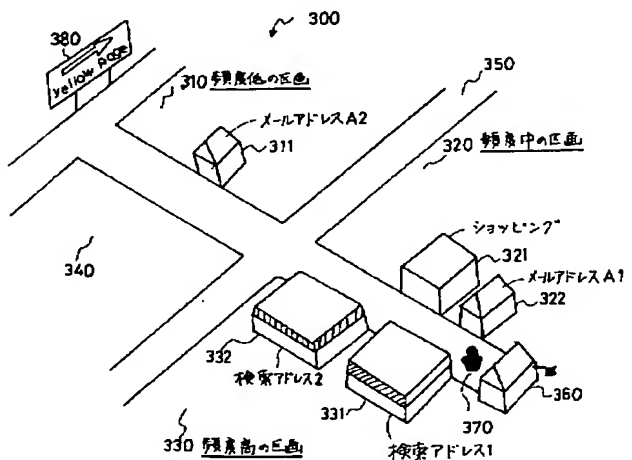 300
380
yellow page
310 頻度低の区画
350
メールアドレスA2
311
320 頻度中の区画
ショッピング
321
340
メールアドレスA1
322
332
検索アドレス2
360
331
370
330 頻度高の区画
検索アドレス1